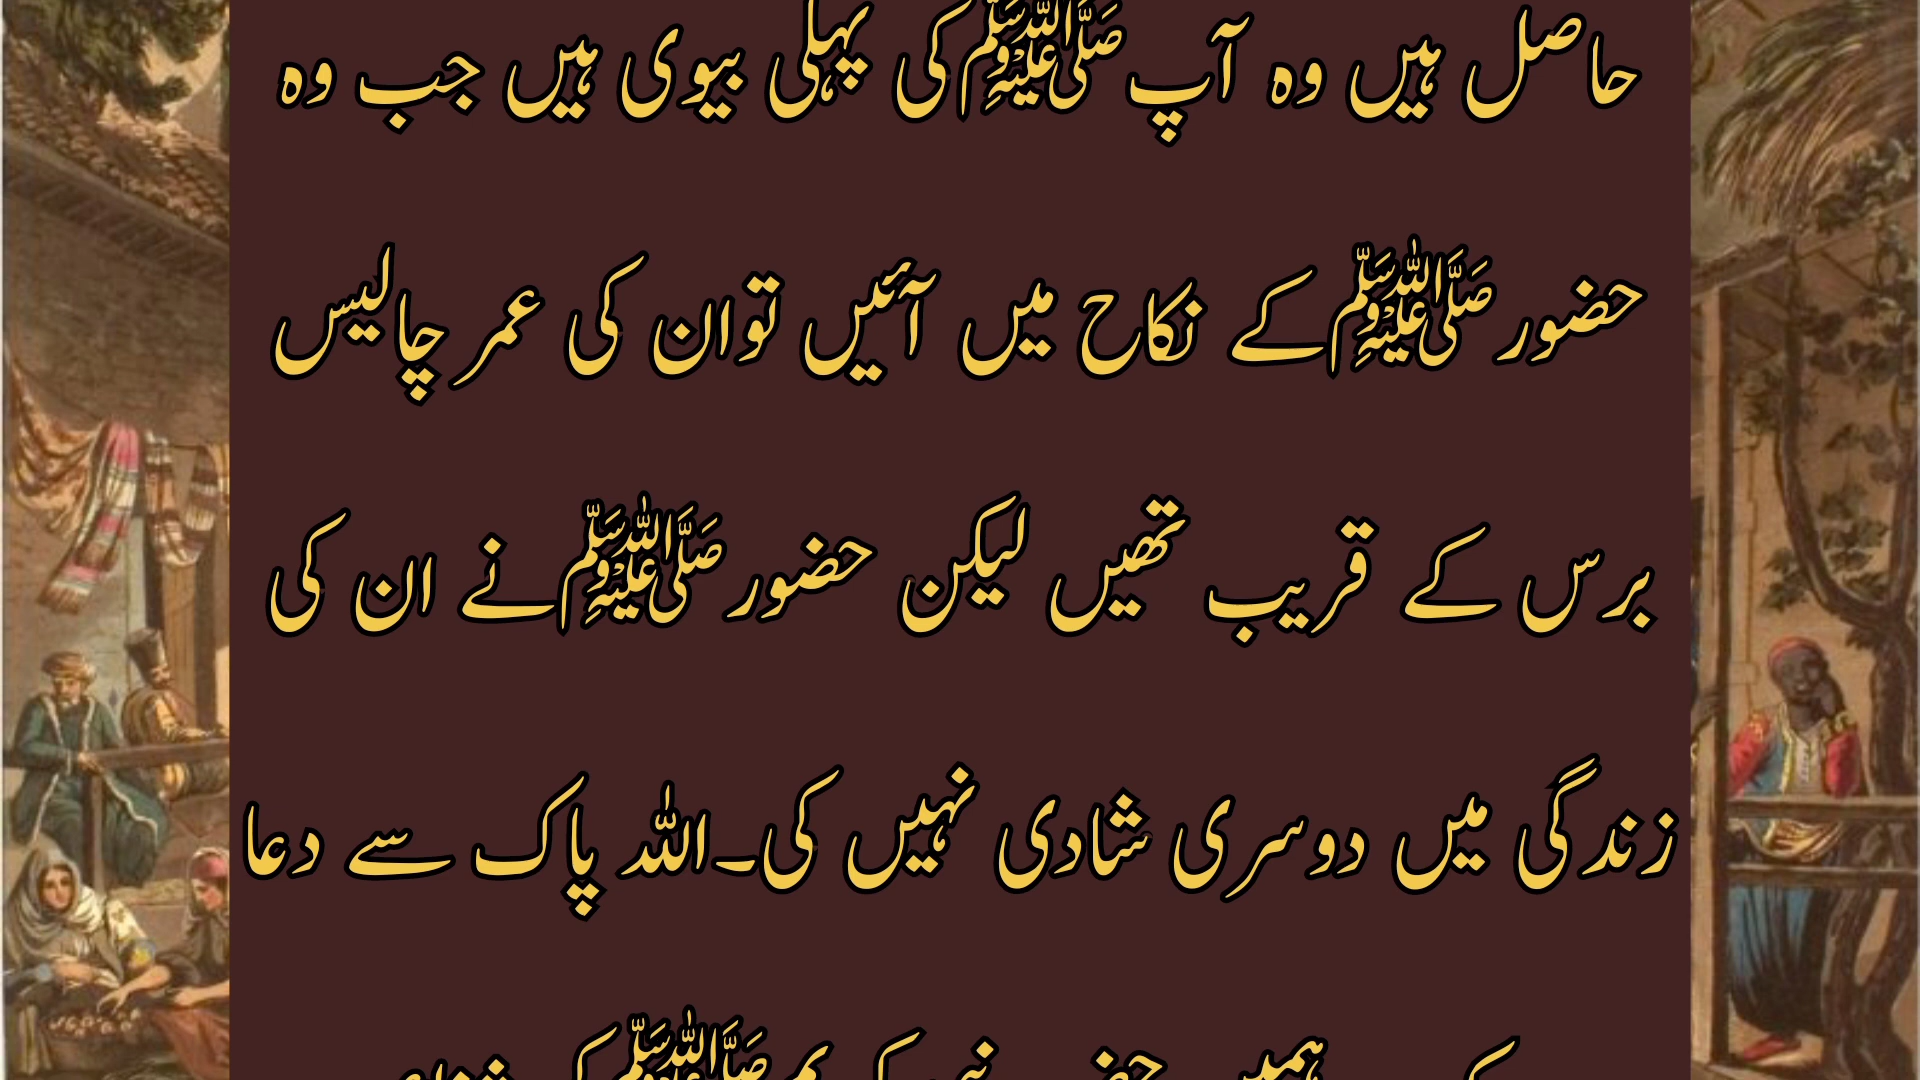 حاصل ہیں وہ آپ ﷺ کی پہلی بیوی ہیں جب وہ
حضور ﷺ کے نکاح میں آئیں توان کی عمر چالیس
برس کے قریب تھیں لیکن حضور ﷺ نے ان کی
زندگی میں دوسری شادی نہیں کی۔اللہ پاک سے دعا